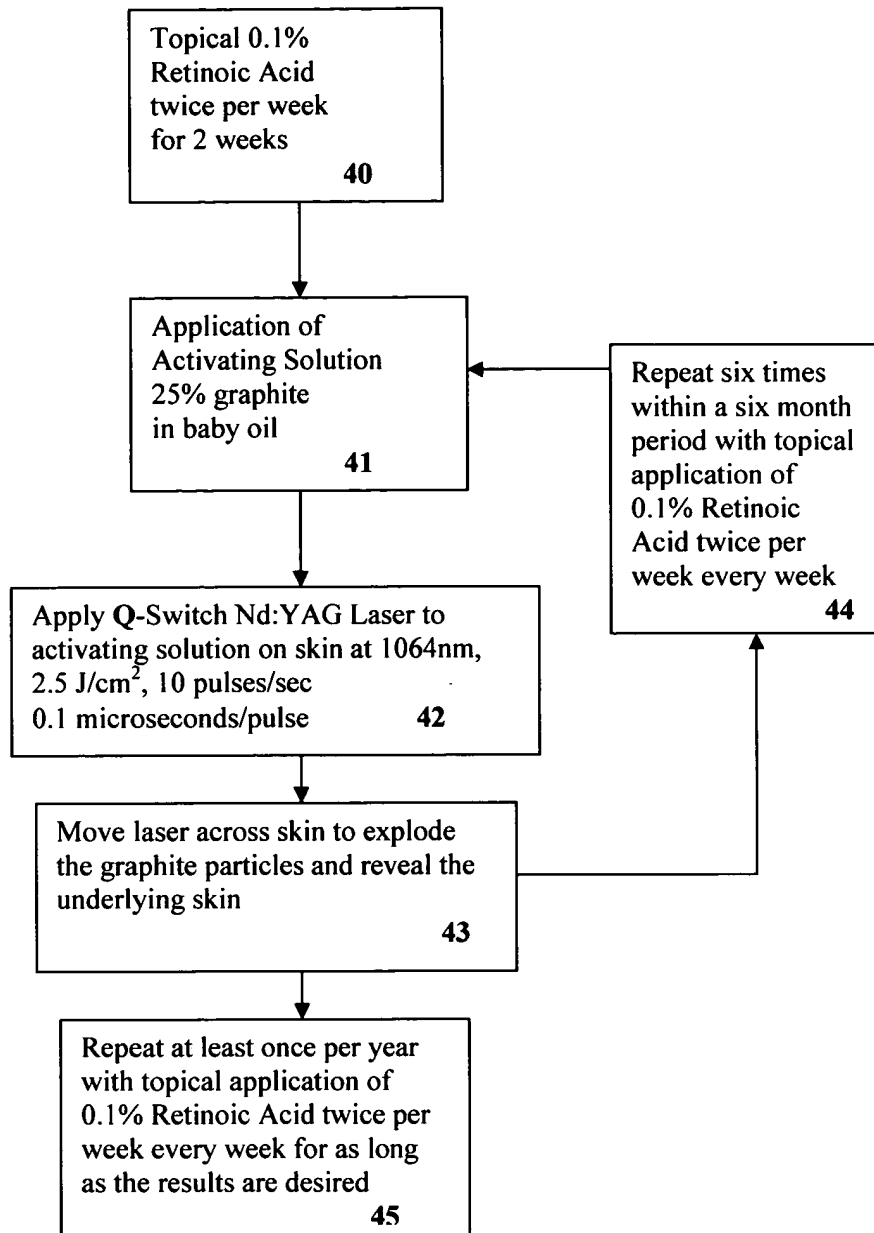 Topical 0.1%
Retinoic Acid
twice per week
for 2 weeks
40
Application of
Activating Solution
25% graphite
in baby oil
41
Repeat six times
within a six month
period with topical
application of
0.1% Retinoic
Acid twice per
week every week
44
Apply Q-Switch Nd:YAG Laser to
activating solution on skin at 1064nm,
2.5 J/cm², 10 pulses/sec
0.1 microseconds/pulse 42
Move laser across skin to explode
the graphite particles and reveal the
underlying skin
43
Repeat at least once per year
with topical application of
0.1% Retinoic Acid twice per
week every week for as long
as the results are desired
45